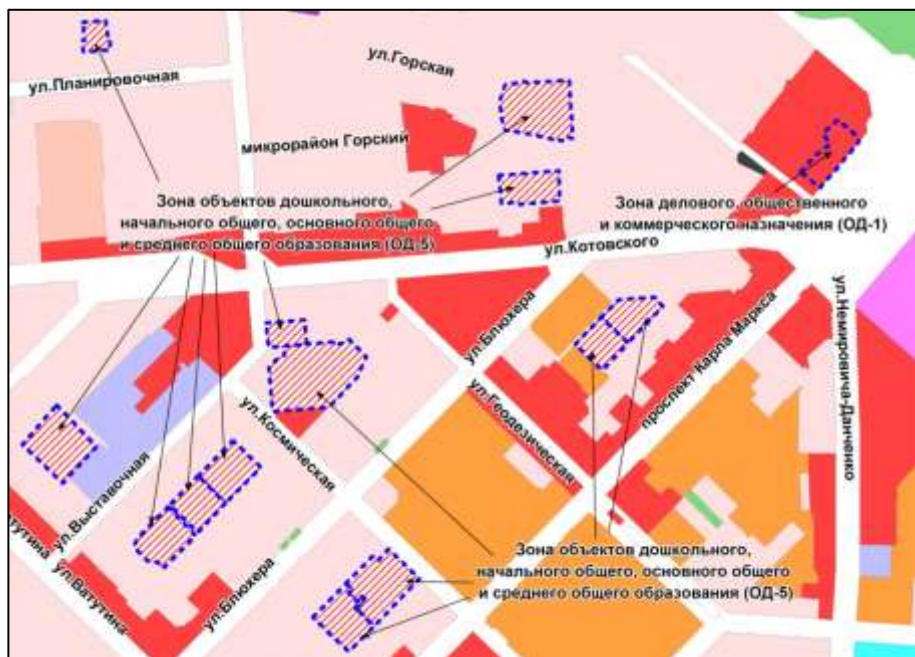 ул.Горская
ул.Планировочная
микрорайон Горский
Зона объектов дошкольного,
начального общего, основного общего
и среднего общего образования (ОД-5)
Зона делового, общественного
и коммерческого назначения (ОД-1)
ул.Котовского
ул.Блюхера
ул.Немировича-Данченко
проспект Карла Маркса
ул.Геодезическая
ул.Космическая
ул.Выставочная
атутина
ул.Ватутина
ул.Блюхера
Зона объектов дошкольного,
начального общего, основного общего
и среднего общего образования (ОД-5)